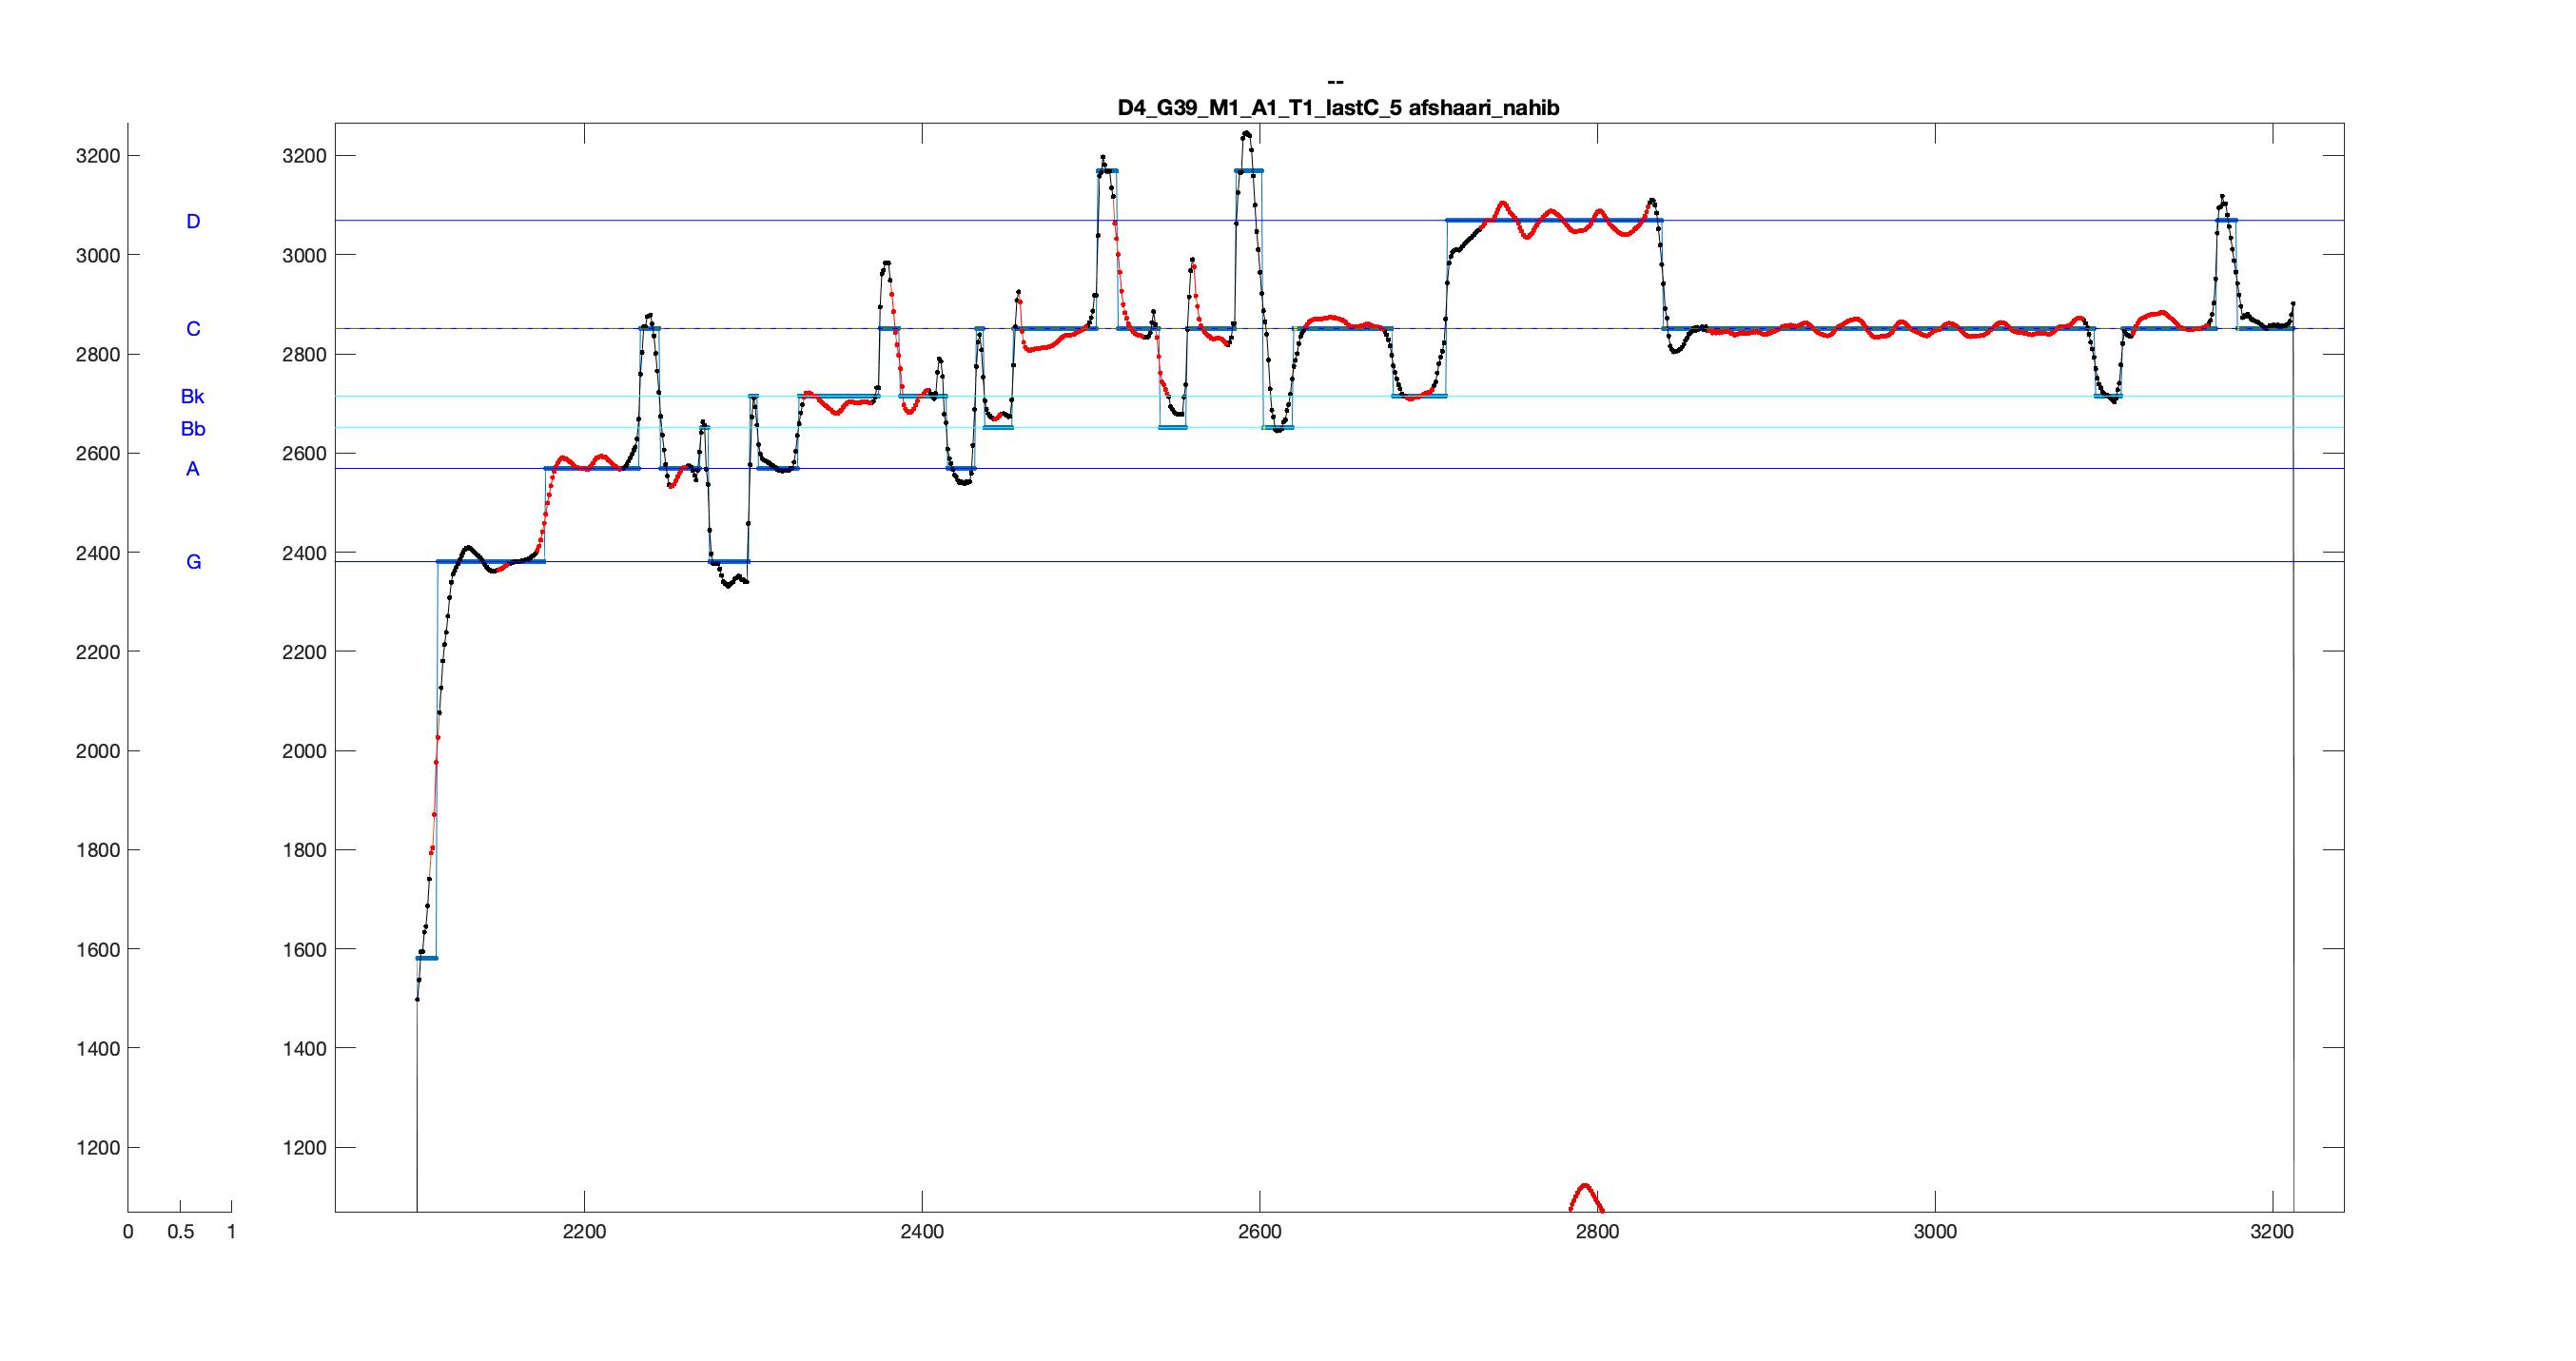 --
D4_G39_M1_A1_T1_lastC_5 afshaari_nahib
3200 3200
D
3000 3000
C
2800 2800
Bk
Bb
2600 2600
A
2400 2400
G
2200 2200
2000 2000
1800 1800
1600 1600
1400 1400
1200 1200
0 0.5 1 2200 2400 2600 2800 3000 3200